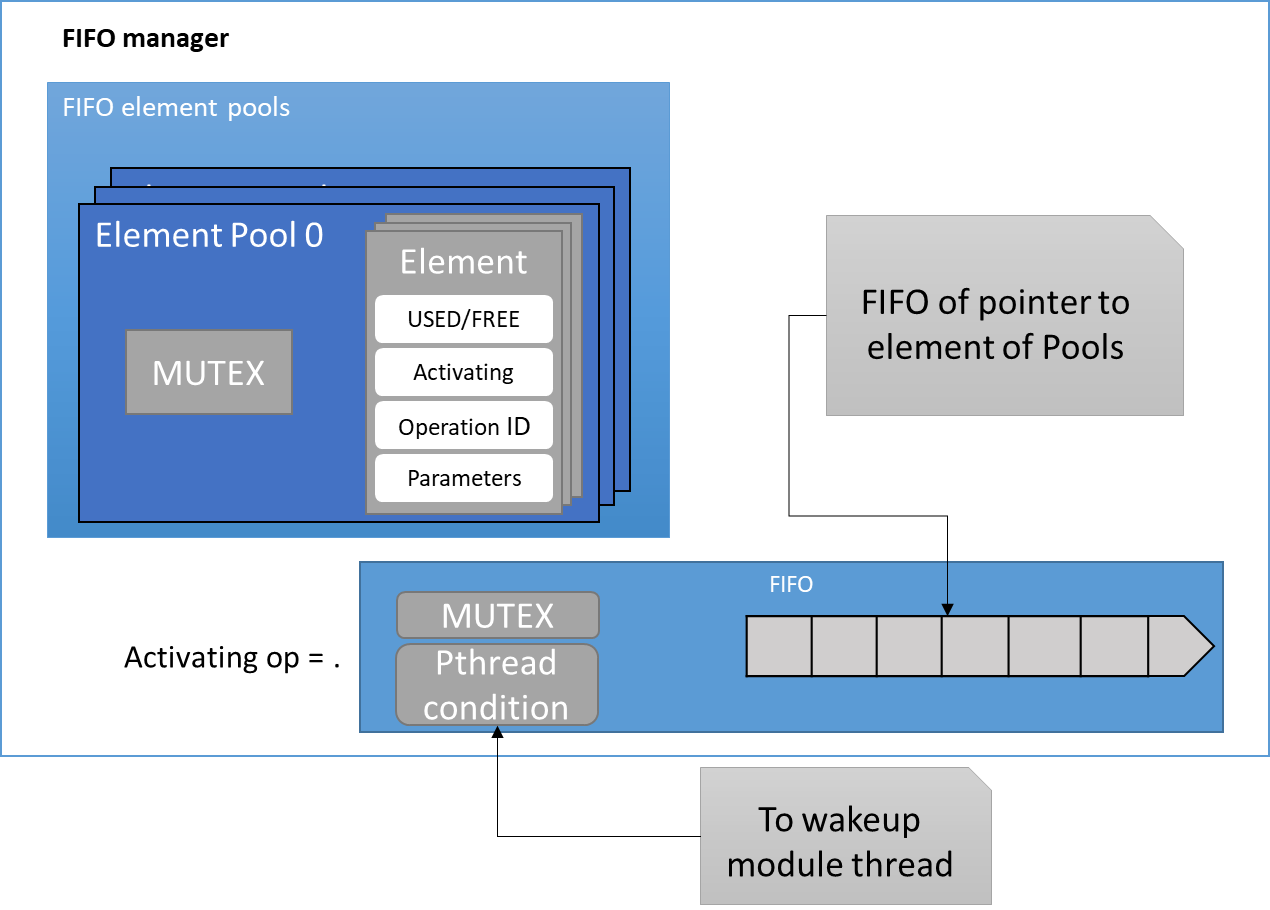 FIFO manager
FIFO element pools
Element Pool 0
Element
USED/FREE
Activating
Operation ID
Parameters
MUTEX
FIFO of pointer to
element of Pools
FIFO
MUTEX
Pthread
condition
Activating op = .
To wakeup
module thread